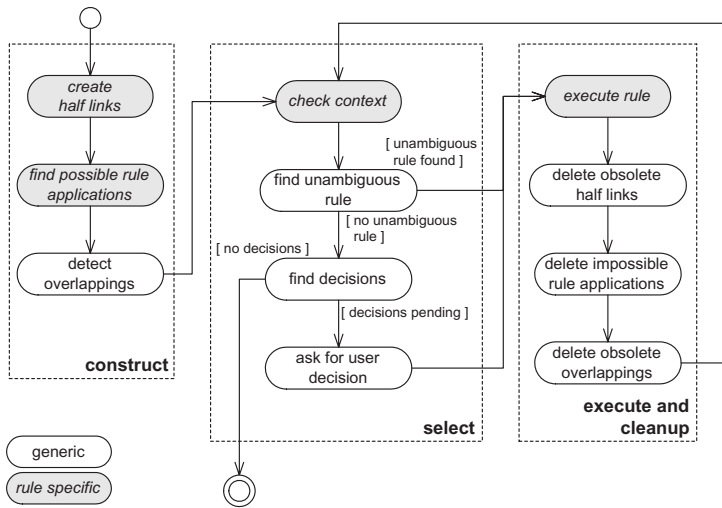 create
half links
find possible rule
applications
detect
overlappings
construct
check context
[ unambiguous
rule found ]
find unambiguous
rule
[ no unambiguous
rule ]
[ no decisions ]
find decisions
[ decisions pending ]
ask for user
decision
select
execute rule
delete obsolete
half links
delete impossible
rule applications
delete obsolete
overlappings
execute and
cleanup
generic
rule specific